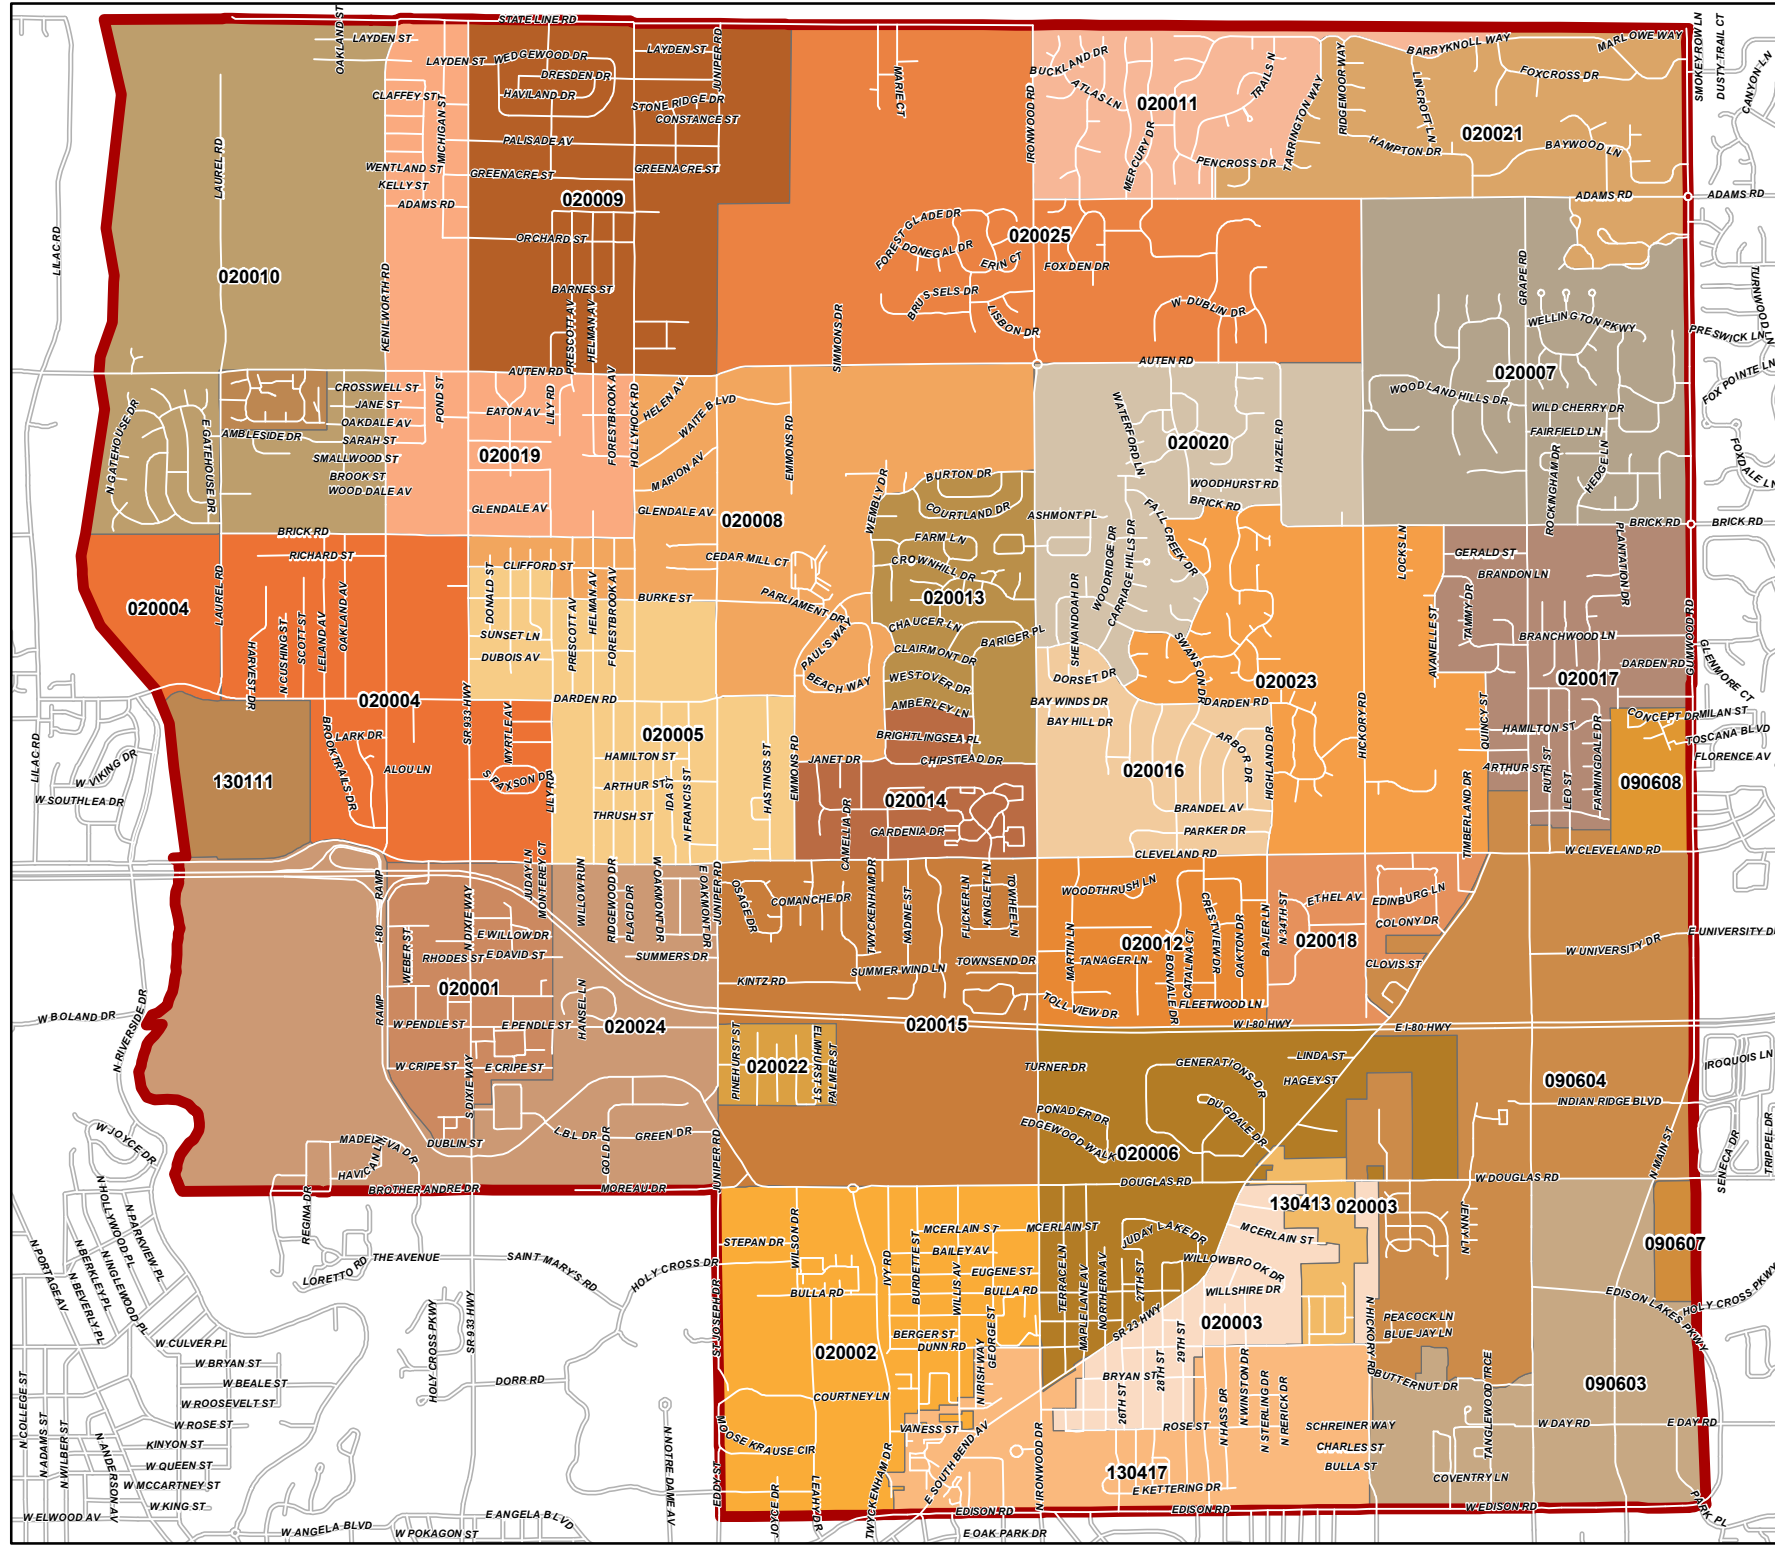 STATE LINE RD
OAKLAND ST
LAYDEN ST
LAYDEN ST
WEDGEWOOD DR
LAYDEN ST
JUNIPER RD
DRESDEN DR
HAVILAND DR
CLAFFEY ST
MICHIGAN ST
STONE RIDGE DR
CONSTANCE ST
PALISADE AV
WENTLAND ST
GREENACRE ST
GREENACRE ST
KELLY ST
ADAMS RD
ORCHARD ST
BARNES ST
PRESCOTT AV
HELMAN AV
LAUREL RD
KENILWORTH RD
LILAC RD
020010
020009
MARIE CT
IRONWOOD RD
BUCKLAND DR
ATLAS LN
MERCURY DR
020011
TRAILS N
TARRINGTON WAY
PENCROSS DR
RIDGEMOOR WAY
BARRYKNOLL WAY
MARLOWE WAY
LINCROFT LN
FOXCROSS DR
020021
HAMPTON DR
BAYWOOD LN
ADAMS RD
ADAMS RD
SMOKEY ROW LN
DUSTY TRAIL CT
CANYON LN
FOREST GLADE DR
DONEGAL DR
ERIN CT
020025
FOX DEN DR
BRUSSELS DR
LISBON DR
W DUBLIN DR
SIMMONS DR
AUTEN RD
GRAPE RD
WELLINGTON PKWY
020007
WOODLAND HILLS DR
WILD CHERRY DR
FAIRFIELD LN
ROCKINGHAM DR
HEDGE LN
BRICK RD
BRICK RD
TURNWOOD LN
PRESWICK LN
FOX POINTE LN
FOXDALE LN
AUTEN RD
CROSSWELL ST
JANE ST
OAKDALE AV
SARAH ST
SMALLWOOD ST
BROOK ST
WOOD DALE AV
AMBLESIDE DR
N GATEHOUSE DR
E GATEHOUSE DR
POND ST
EATON AV
LILY RD
FORESTBROOK AV
HOLLYHOCK RD
HELEN AV
WAITE BLVD
MARION AV
EMMONS RD
020019
GLENDALE AV
GLENDALE AV
020008
WEMBLY DR
BURTON DR
COURTLAND DR
FARM LN
CROWNHILL DR
020013
CHAUCER LN
BARIGER PL
CLAIRMONT DR
WESTOVER DR
AMBERLEY LN
BRIGHTLINGSEA PL
CHIPSTEAD DR
ASHMONT PL
WATERFORD LN
020020
HAZEL RD
WOODHURST RD
BRICK RD
FALL CREEK DR
WOODRIDGE DR
CARRIAGE HILLS DR
SHENANDOAH DR
DORSET DR
SWANSON DR
BRICK RD
RICHARD ST
020004
LAUREL RD
HARVEST DR
N CUSHING ST
SCOTT ST
LELAND AV
OAKLAND AV
020004
CLIFFORD ST
DONALD ST
PRESCOTT AV
HELMAN AV
FORESTBROOK AV
SUNSET LN
DUBOIS AV
CEDAR MILL CT
BURKE ST
PARLIAMENT DR
PAUL'S WAY
BEACH WAY
DARDEN RD
LOCKS LN
GERALD ST
BRANDON LN
TAMMY DR
AVANELLE ST
PLANTATION DR
BRANCHWOOD LN
DARDEN RD
GUMWOOD RD
GLENMORE CT
020017
020023
DARDEN RD
BAY WINDS DR
BAY HILL DR
ARBOR DR
HIGHLAND DR
HICKORY RD
020016
QUINCY ST
HAMILTON ST
ARTHUR ST
RUTH ST
LEO ST
FARMINGDALE DR
CONCEPT DR
MILAN ST
TOSCANA BLVD
FLORENCE AV
090608
TIMBERLAND DR
W CLEVELAND RD
LILAC RD
W VIKING DR
W SOUTHLEA DR
130111
LARK DR
BROOKTRAILS DR
ALOU LN
SR 933 HWY
MYRTLE AV
S PAXSON DR
LILY RD
020005
HAMILTON ST
ARTHUR ST
THRUSH ST
IDA ST
N FRANCIS ST
HASTINGS ST
EMMONS RD
JANET DR
CAMELLIA DR
020014
GARDENIA DR
BRANDEL AV
PARKER DR
CLEVELAND RD
RAMP
I-80
RAMP
JUDAY LN
MONTEREY CT
WILLOW RUN
RIDGEWOOD DR
PLACID DR
W OAKMONT DR
E OAKMONT DR
JUNIPER RD
OSAGE DR
COMANCHE DR
TWYCKENHAM DR
NADINE ST
FLICKER LN
KINGLET LN
TOWHEE LN
WOODTHRUSH LN
CRESTVIEW DR
OAKTON DR
BAJER LN
N 34TH ST
ETHEL AV
EDINBURG LN
COLONY DR
020018
CLOVIS ST
W UNIVERSITY DR
E UNIVERSITY DR
WEBER ST
N DIXIE WAY
E WILLOW DR
RHODES ST
E DAVID ST
020001
SUMMERS DR
HANSEL LN
KINTZ RD
SUMMER WIND LN
TOWNSEND DR
MARTIN LN
020012
TANAGER LN
BONVALE DR
CATALINA CT
FLEETWOOD LN
TOLL VIEW DR
W PENDLE ST
E PENDLE ST
020024
020015
W I-80 HWY
E I-80 HWY
W CRIPE ST
E CRIPE ST
S DIXIE WAY
PINEHURST ST
020022
ELMHURST ST
PALMER ST
TURNER DR
GENERATIONS DR
LINDA ST
HAGEY ST
DUGDALE DR
PONADER DR
EDGEWOOD WALK
020006
DOUGLAS RD
090604
INDIAN RIDGE BLVD
IROQUOIS LN
W DOUGLAS RD
N MAIN ST
SENECA DR
TRIPPEL DR
W BOLAND DR
N RIVERSIDE DR
W JOYCE DR
MADELEVA DR
HAVICAN LN
DUBLIN ST
L.B.L DR
GOLD DR
GREEN DR
JUNIPER RD
BROTHER ANDRE DR
MOREAU DR
REGINA DR
THE AVENUE
LORETTO RD
SAINT MARY'S RD
HOLY CROSS DR
N HOLLYWOOD PL
N PARKVIEW PL
N INGLEWOOD PL
N BERKLEY PL
N BEVERLY PL
N PORTAGE AV
STEPAN DR
WILSON DR
IVY RD
BULLA RD
BURDETTE ST
MCERLAIN ST
BAILEY AV
EUGENE ST
BULLA RD
WILLIS AV
BERGER ST
DUNN RD
GEORGE ST
N IRISH WAY
020002
COURTNEY LN
VANESS ST
ST JOSEPH DR
MOOSE KRAUSE CIR
EDDY ST
JOYCE DR
LEAHY DR
TWYCKENHAM DR
E SOUTH BEND AV
MCERLAIN ST
TERRACE LN
MAPLE LANE AV
NORTHERN AV
27TH ST
JUDAY LAKE DR
SR 23 HWY
WILLOWBROOK DR
MCERLAIN ST
WILLSHIRE DR
130413
020003
020003
29TH ST
28TH ST
26TH ST
BRYAN ST
ROSE ST
N HASS DR
N WINSTON DR
N STERLING DR
N RERICK DR
130417
E KETTERING DR
EDISON RD
EDISON RD
N IRONWOOD DR
E OAK PARK DR
JENNY LN
N HICKORY RD
PEACOCK LN
BLUE JAY LN
BUTTERNUT DR
SCHREINER WAY
CHARLES ST
BULLA ST
COVENTRY LN
TANGLEWOOD TRCE
090603
090607
EDISON LAKES PKWY
HOLY CROSS PKWY
W DAY RD
E DAY RD
W EDISON RD
PARK PL
W CULVER PL
W BRYAN ST
W BEALE ST
W ROOSEVELT ST
W ROSE ST
KINYON ST
W QUEEN ST
W MCCARTNEY ST
W KING ST
W ELWOOD AV
N COLLEGE ST
N ADAMS ST
N WILBER ST
N ANDERSON AV
W ANGELA BLVD
W POKAGON ST
E ANGELA BLVD
HOLY CROSS PKWY
SR 933 HWY
DORR RD
N NOTRE DAME AV